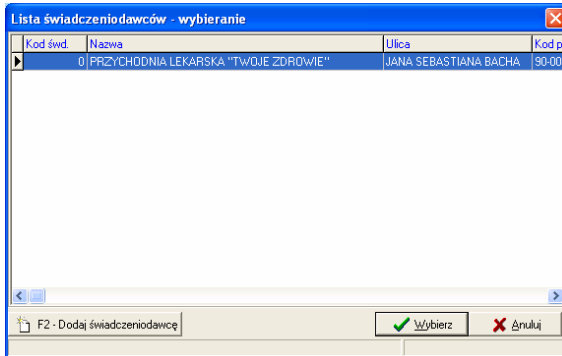 Lista świadczeniodawców - wybieranie
Kod śwd. Nazwa Ulica Kod p
0 PRZYCHODNIA LEKARSKA "TWOJE ZDROWIE" JANA SEBASTIANA BACHA 90-00
F2 - Dodaj świadczeniodawcę Wybierz Anuluj